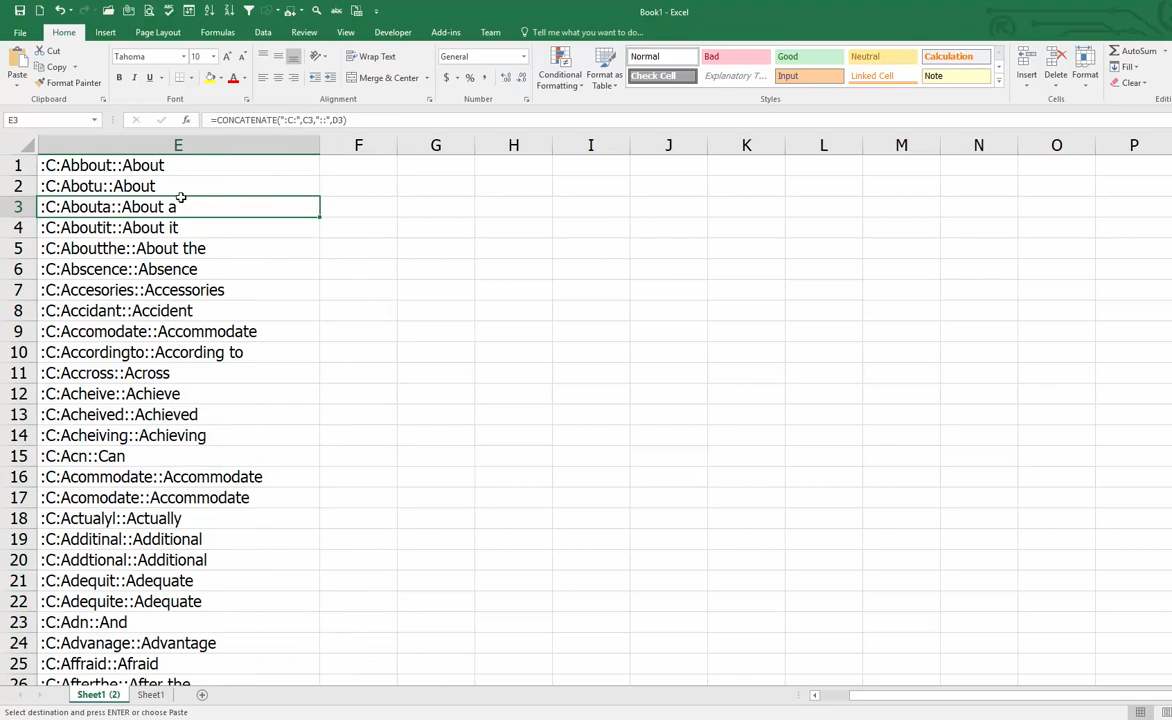 Book1 - Excel
File Home Insert Page Layout Formulas Data Review View Developer Add-ins Team Tell me what you want to do...
Paste
Cut
Copy
Format Painter
Clipboard
Tahoma 10
B I U
Font
Wrap Text
Merge & Center
Alignment
General
$ % ,
Number
Conditional Formatting
Format as Table
Normal Bad Good Neutral Calculation
Check Cell Explanatory T... Input Linked Cell Note
Styles
Insert Delete Format
Cells
AutoSum
Fill
Clear
Editi
E3 fx =CONCATENATE(":C:",C3,"::",D3)
E F G H I J K L M N O P
1 :C:Abbout::About
2 :C:Abotu::About
3 :C:Abouta::About a
4 :C:Aboutit::About it
5 :C:Aboutthe::About the
6 :C:Abscence::Absence
7 :C:Accesories::Accessories
8 :C:Accidant::Accident
9 :C:Accomodate::Accommodate
10 :C:Accordingto::According to
11 :C:Accross::Across
12 :C:Acheive::Achieve
13 :C:Acheived::Achieved
14 :C:Acheiving::Achieving
15 :C:Acn::Can
16 :C:Acommodate::Accommodate
17 :C:Acomodate::Accommodate
18 :C:Actualyl::Actually
19 :C:Additinal::Additional
20 :C:Addtional::Additional
21 :C:Adequit::Adequate
22 :C:Adequite::Adequate
23 :C:Adn::And
24 :C:Advanage::Advantage
25 :C:Affraid::Afraid
26 :C:Afterthe::After the
Sheet1 (2) Sheet1
Select destination and press ENTER or choose Paste